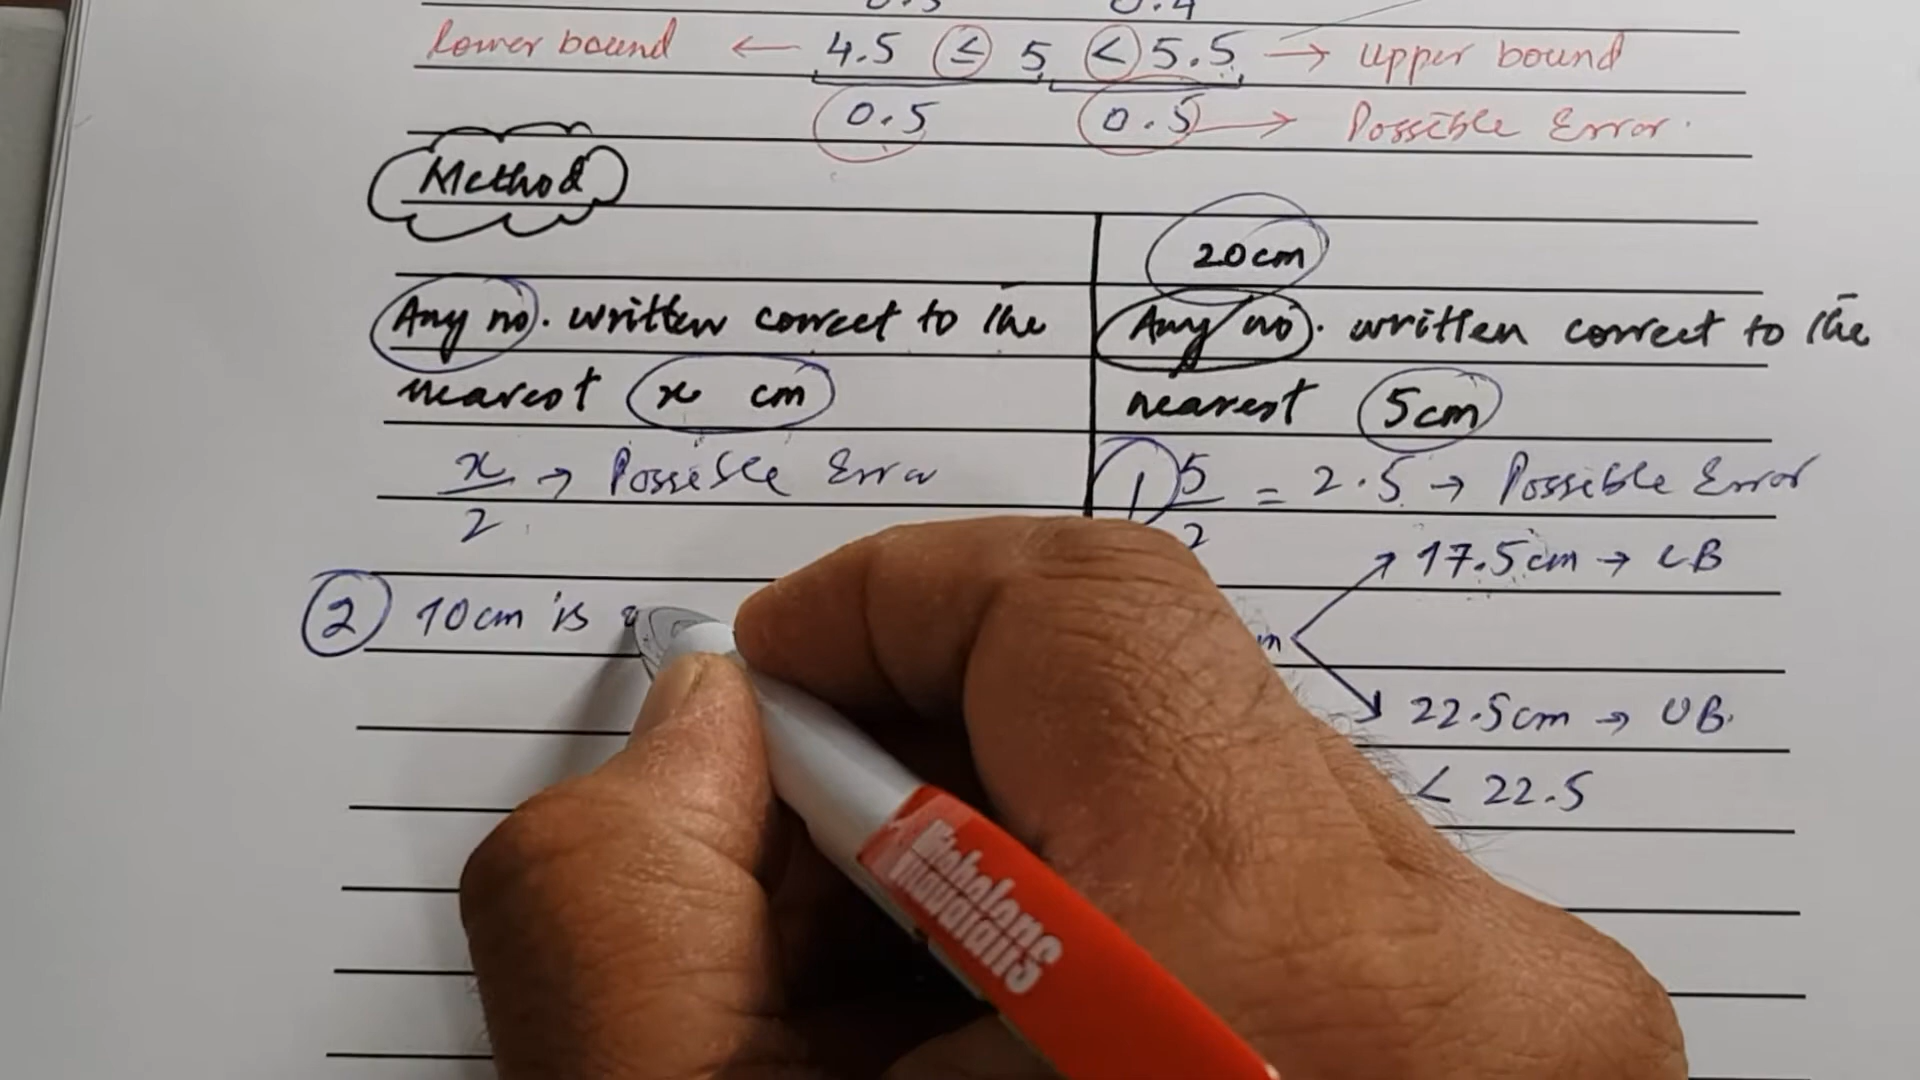 lower bound ← 4.5 ≤ 5 < 5.5 → upper bound
0.5 0.5 → Possible Error.
Method
20cm
Any no. written correct to the
nearest x cm
x/2 → Possible Error
Any no. written correct to the
nearest 5cm
1 5/2 = 2.5 → Possible Error
17.5cm → LB
22.5cm → UB.
< 22.5
2 10cm is